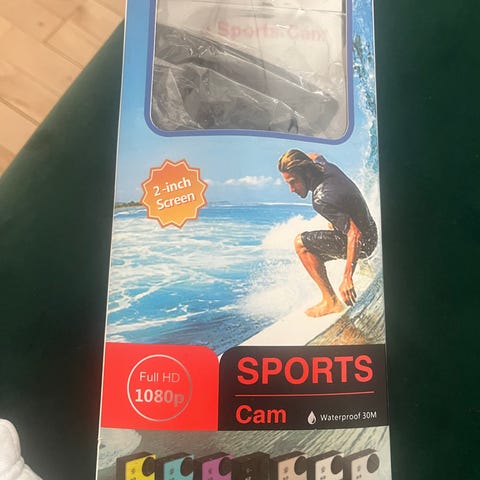 Sports Cam
2-inch
Screen
Full HD
1080p
SPORTS
Cam
Waterproof 30M